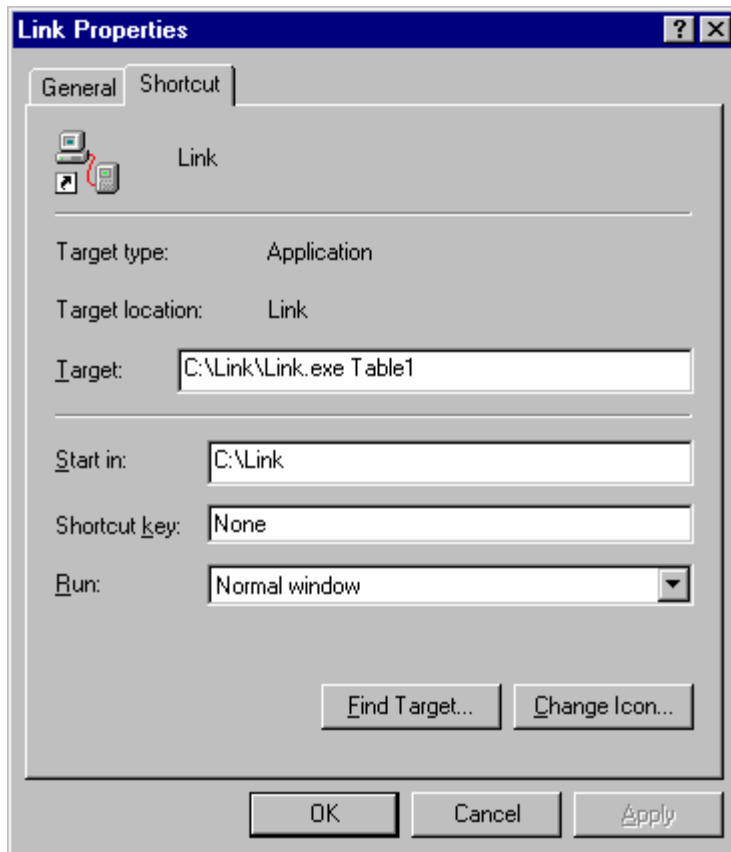 Link Properties
General Shortcut
Link
Target type: Application
Target location: Link
Target: C:\Link\Link.exe Table1
Start in: C:\Link
Shortcut key: None
Run: Normal window
Find Target... Change Icon...
OK Cancel Apply